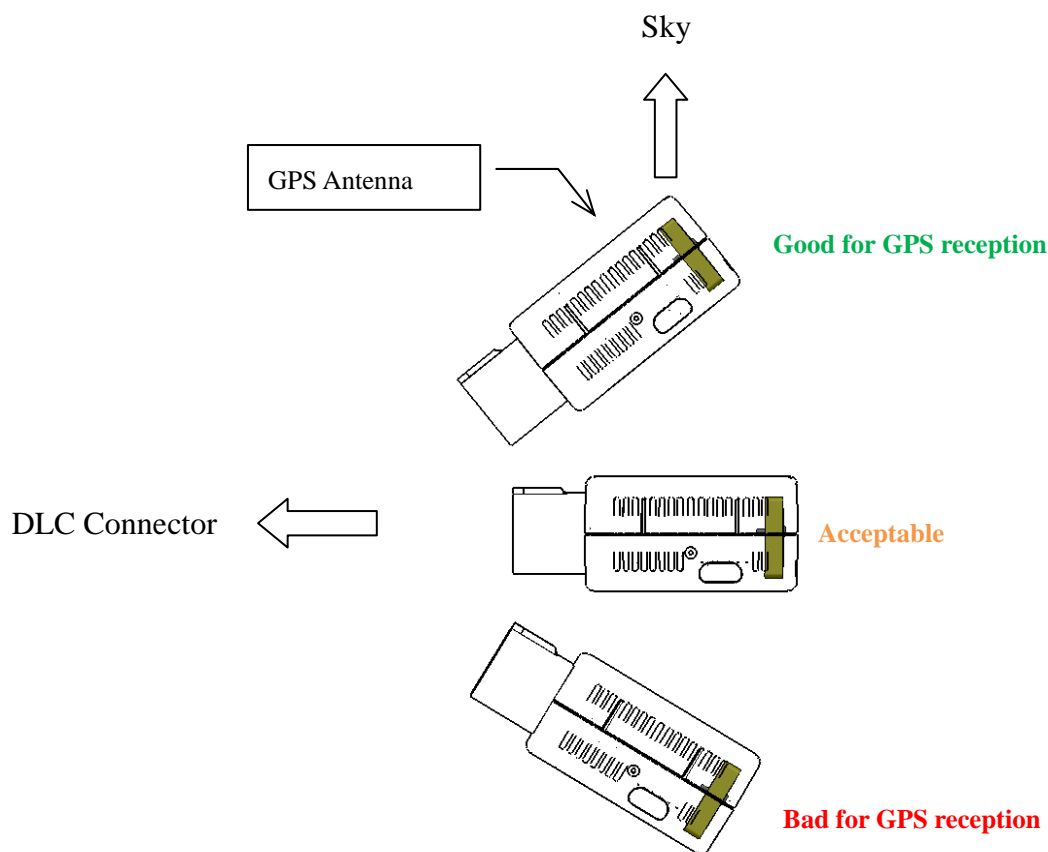 Sky
GPS Antenna
Good for GPS reception
DLC Connector
Acceptable
Bad for GPS reception